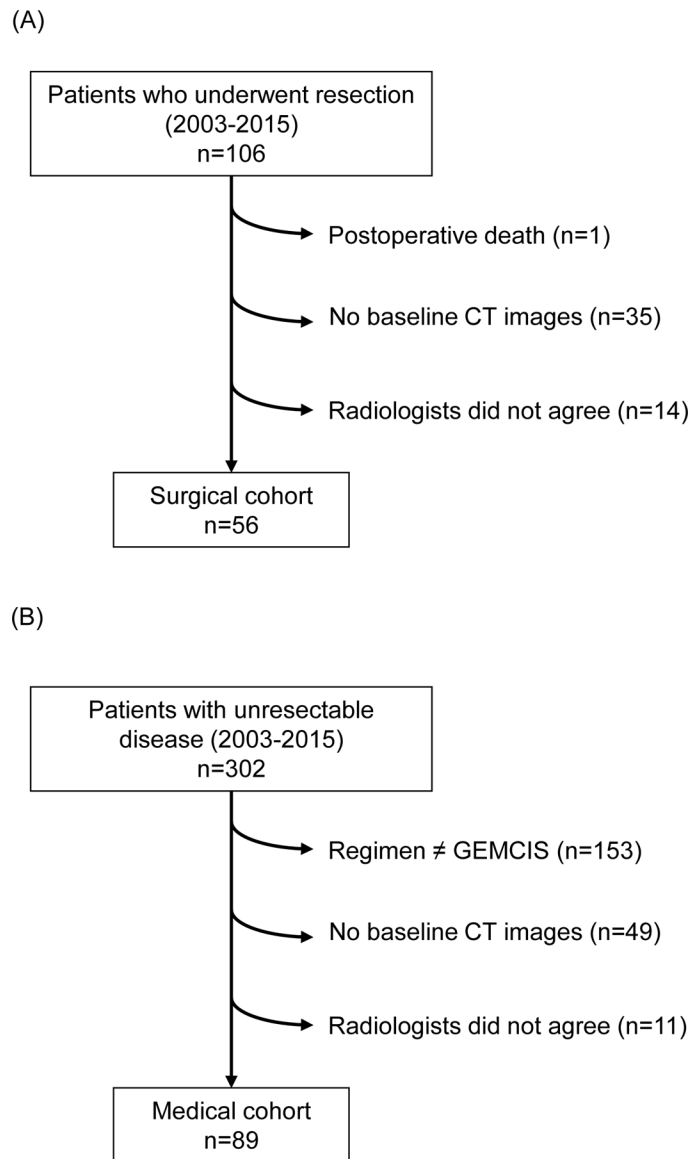 (A)
Patients who underwent resection
(2003-2015)
n=106
Postoperative death (n=1)
No baseline CT images (n=35)
Radiologists did not agree (n=14)
Surgical cohort
n=56
(B)
Patients with unresectable
disease (2003-2015)
n=302
Regimen ≠ GEMCIS (n=153)
No baseline CT images (n=49)
Radiologists did not agree (n=11)
Medical cohort
n=89